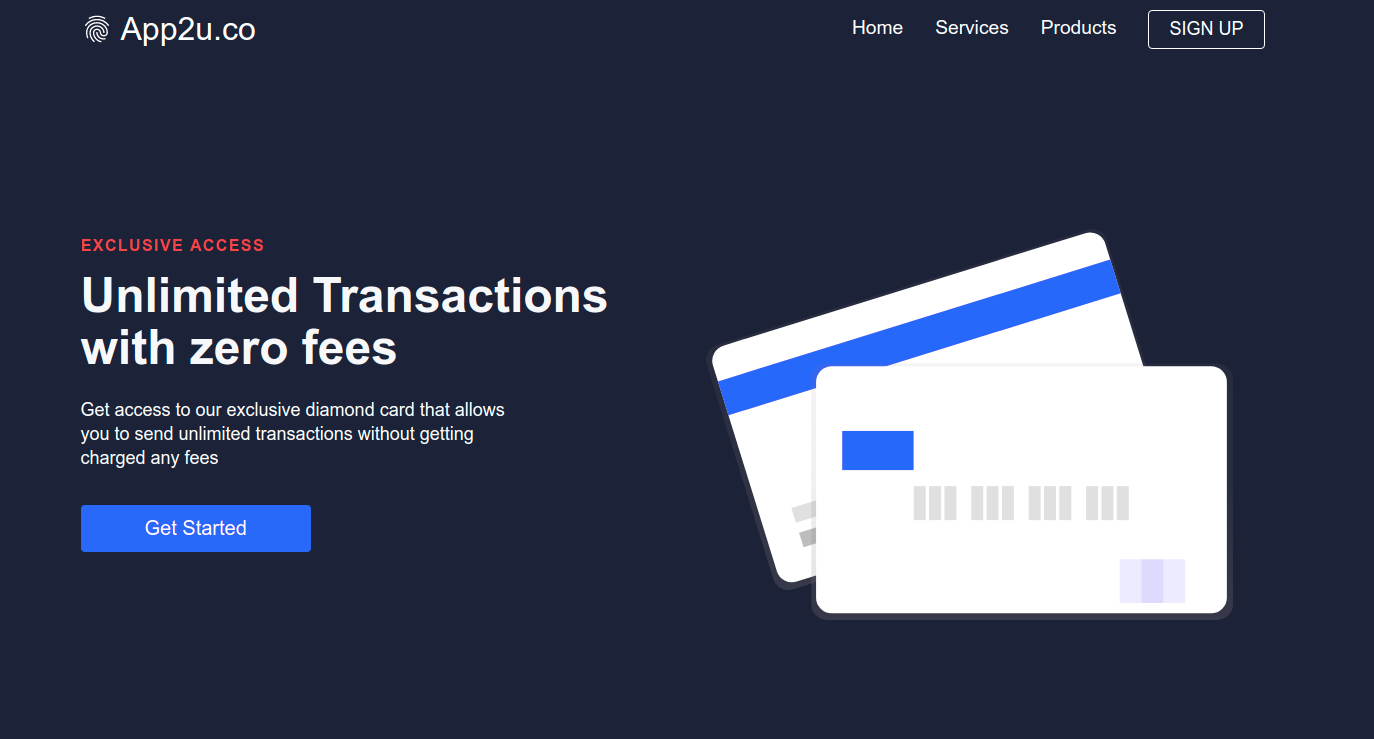 App2u.co
Home Services Products SIGN UP
EXCLUSIVE ACCESS
Unlimited Transactions
with zero fees
Get access to our exclusive diamond card that allows
you to send unlimited transactions without getting
charged any fees
Get Started